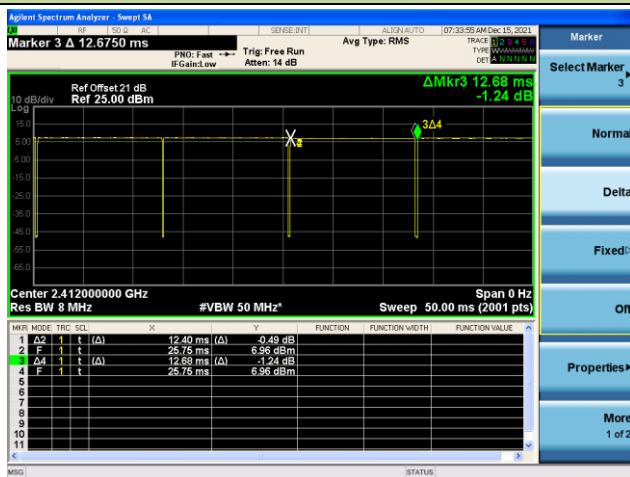 Agilent Spectrum Analyzer - Swept SA
RF 50 Ω AC SENSE:INT ALIGN AUTO 07:33:55 AM Dec 15, 2021
Marker 3 Δ 12.6750 ms
PNO: Fast
IFGain:Low
Trig: Free Run
Atten: 14 dB
Avg Type: RMS
TRACE 1 2 3 4 5 6
TYPE WWWWWW
DET A N N N N N
Ref Offset 21 dB
Ref 25.00 dBm
ΔMkr3 12.68 ms
-1.24 dB
10 dB/div
Log
15.0
5.00
-5.00
-15.0
-25.0
-35.0
-45.0
-55.0
-65.0
X2
3Δ4
Center 2.412000000 GHz Span 0 Hz
Res BW 8 MHz #VBW 50 MHz* Sweep 50.00 ms (2001 pts)
MKR MODE TRC SCL X Y FUNCTION FUNCTION WIDTH FUNCTION VALUE
1 Δ2 1 t (Δ) 12.40 ms (Δ) -0.49 dB
2 F 1 t 25.75 ms 6.96 dBm
3 Δ4 1 t (Δ) 12.68 ms (Δ) -1.24 dB
4 F 1 t 25.75 ms 6.96 dBm
5
6
7
8
9
10
11
MSG STATUS
Marker
Select Marker
3
Normal
Delta
Fixed
Off
Properties
More
1 of 2